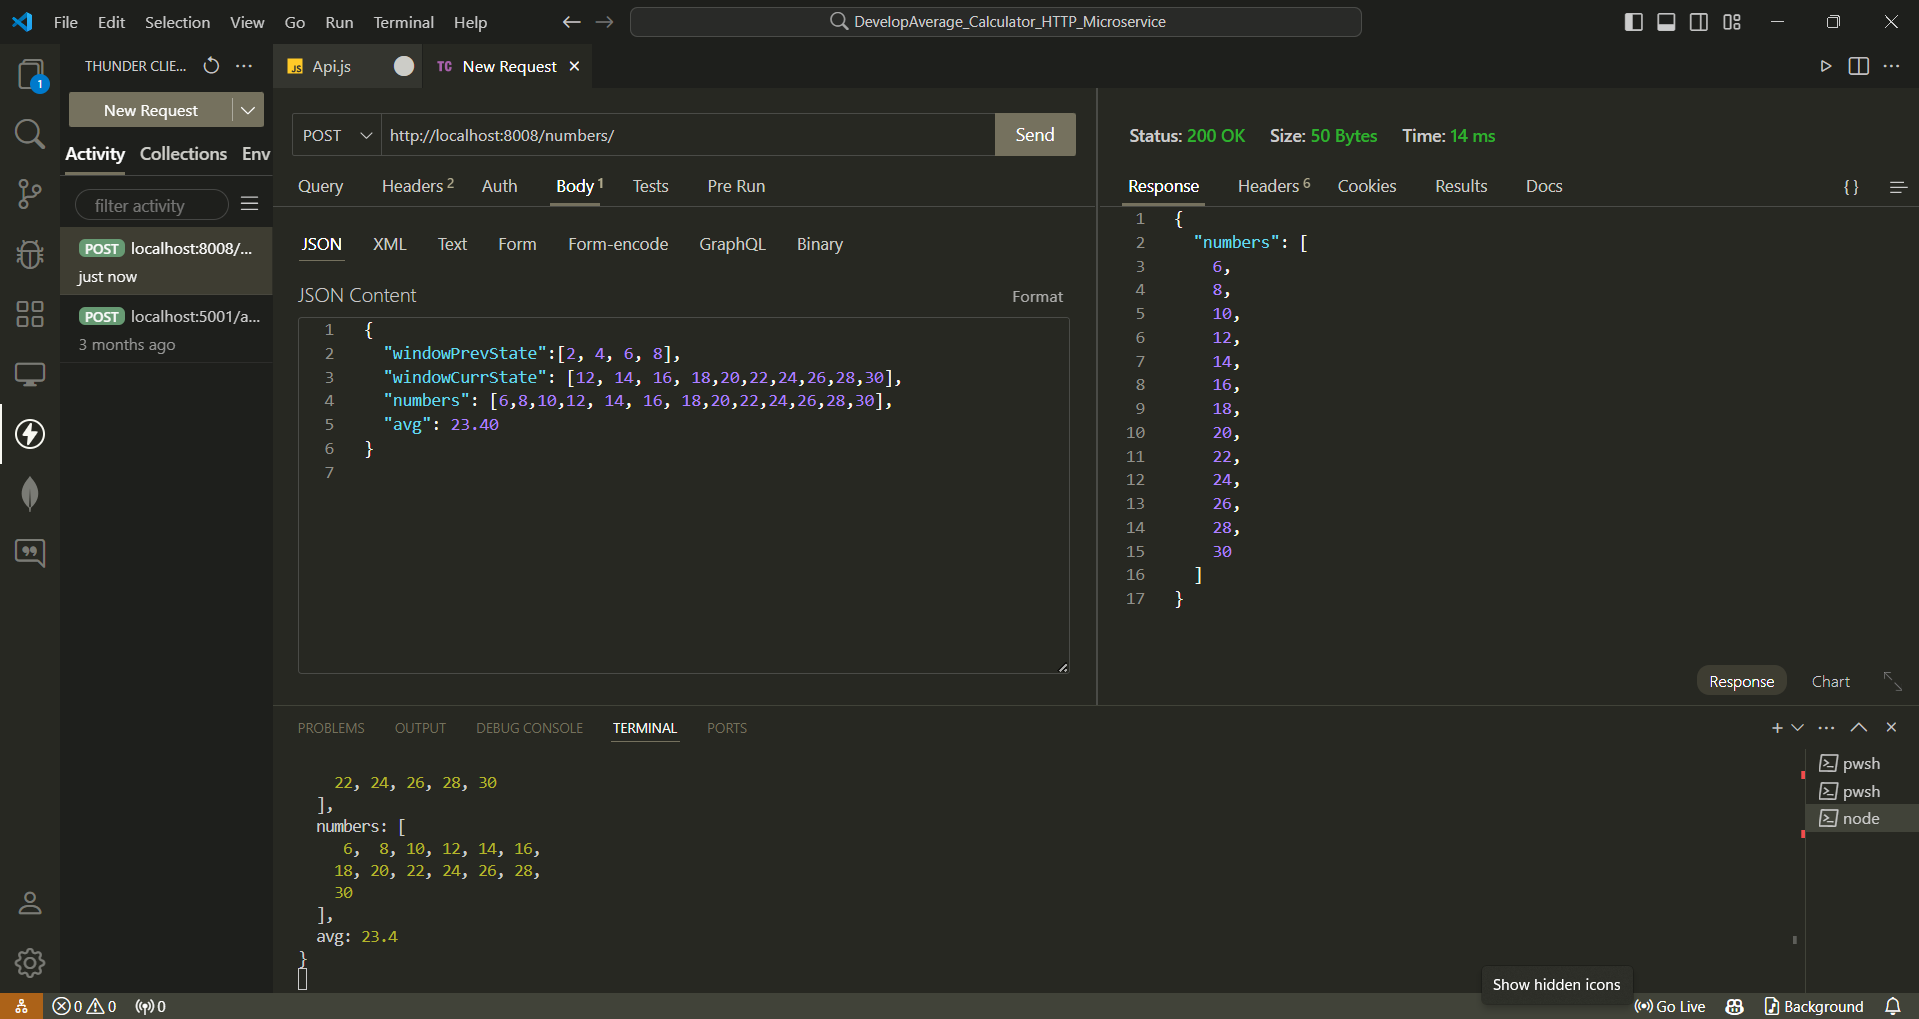 File Edit Selection View Go Run Terminal Help
DevelopAverage_Calculator_HTTP_Microservice
1
THUNDER CLIE...
New Request
Activity Collections Env
filter activity
POST localhost:8008/...
just now
POST localhost:5001/a...
3 months ago
JS Api.js
TC New Request
POST http://localhost:8008/numbers/ Send
Query Headers 2 Auth Body 1 Tests Pre Run
JSON XML Text Form Form-encode GraphQL Binary
JSON Content Format
1 {
2 "windowPrevState":[2, 4, 6, 8],
3 "windowCurrState": [12, 14, 16, 18,20,22,24,26,28,30],
4 "numbers": [6,8,10,12, 14, 16, 18,20,22,24,26,28,30],
5 "avg": 23.40
6 }
7
Status: 200 OK Size: 50 Bytes Time: 14 ms
Response Headers 6 Cookies Results Docs {}
1 {
2 "numbers": [
3 6,
4 8,
5 10,
6 12,
7 14,
8 16,
9 18,
10 20,
11 22,
12 24,
13 26,
14 28,
15 30
16 ]
17 }
Response Chart
PROBLEMS OUTPUT DEBUG CONSOLE TERMINAL PORTS
22, 24, 26, 28, 30
],
numbers: [
6, 8, 10, 12, 14, 16,
18, 20, 22, 24, 26, 28,
30
],
avg: 23.4
}
pwsh
pwsh
node
Show hidden icons
0 0 0
Go Live Background